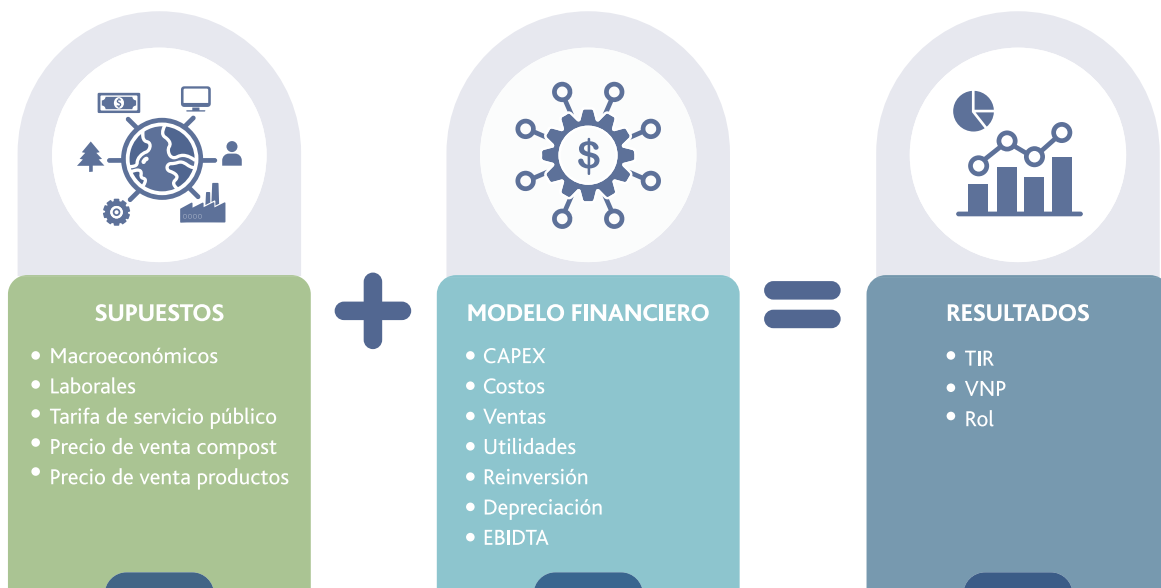 SUPUESTOS
• Macroeconómicos
• Laborales
• Tarifa de servicio público
• Precio de venta compost
• Precio de venta productos
MODELO FINANCIERO
• CAPEX
• Costos
• Ventas
• Utilidades
• Reinversión
• Depreciación
• EBIDTA
RESULTADOS
• TIR
• VNP
• Rol